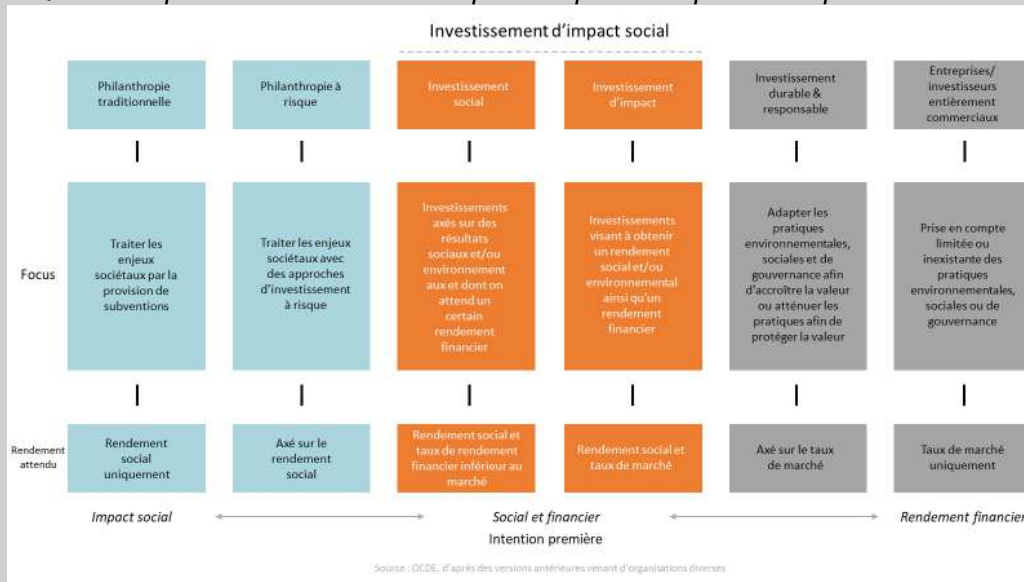 Investissement d'impact social
Philanthropie
traditionnelle
Philanthropie à
risque
Investissement
social
Investissement
d'impact
Investissement
durable &
responsable
Entreprises/
investisseurs
entièrement
commerciaux
Focus
Traiter les
enjeux
sociétaux par la
provision de
subventions
Traiter les enjeux
sociétaux avec
des approches
d'investissement
à risque
Investissements
axés sur des
résultats
sociaux et/ou
environnement
aux et dont on
attend un
certain
rendement
financier
Investissements
visant à obtenir
un rendement
social et/ou
environnemental
ainsi qu'un
rendement
financier
Adapter les
pratiques
environnementales,
sociales et de
gouvernance afin
d'accroître la valeur
ou atténuer les
pratiques afin de
protéger la valeur
Prise en compte
limitée ou
inexistante des
pratiques
environnementales,
sociales ou de
gouvernance
Rendement
attendu
Rendement
social
uniquement
Axé sur le
rendement
social
Rendement social et
taux de rendement
financier inférieur au
marché
Rendement social et
taux de marché
Axé sur le taux
de marché
Taux de marché
uniquement
Impact social
Social et financier
Rendement financier
Intention première
Source : OCDE, d'après des versions antérieures venant d'organisations diverses